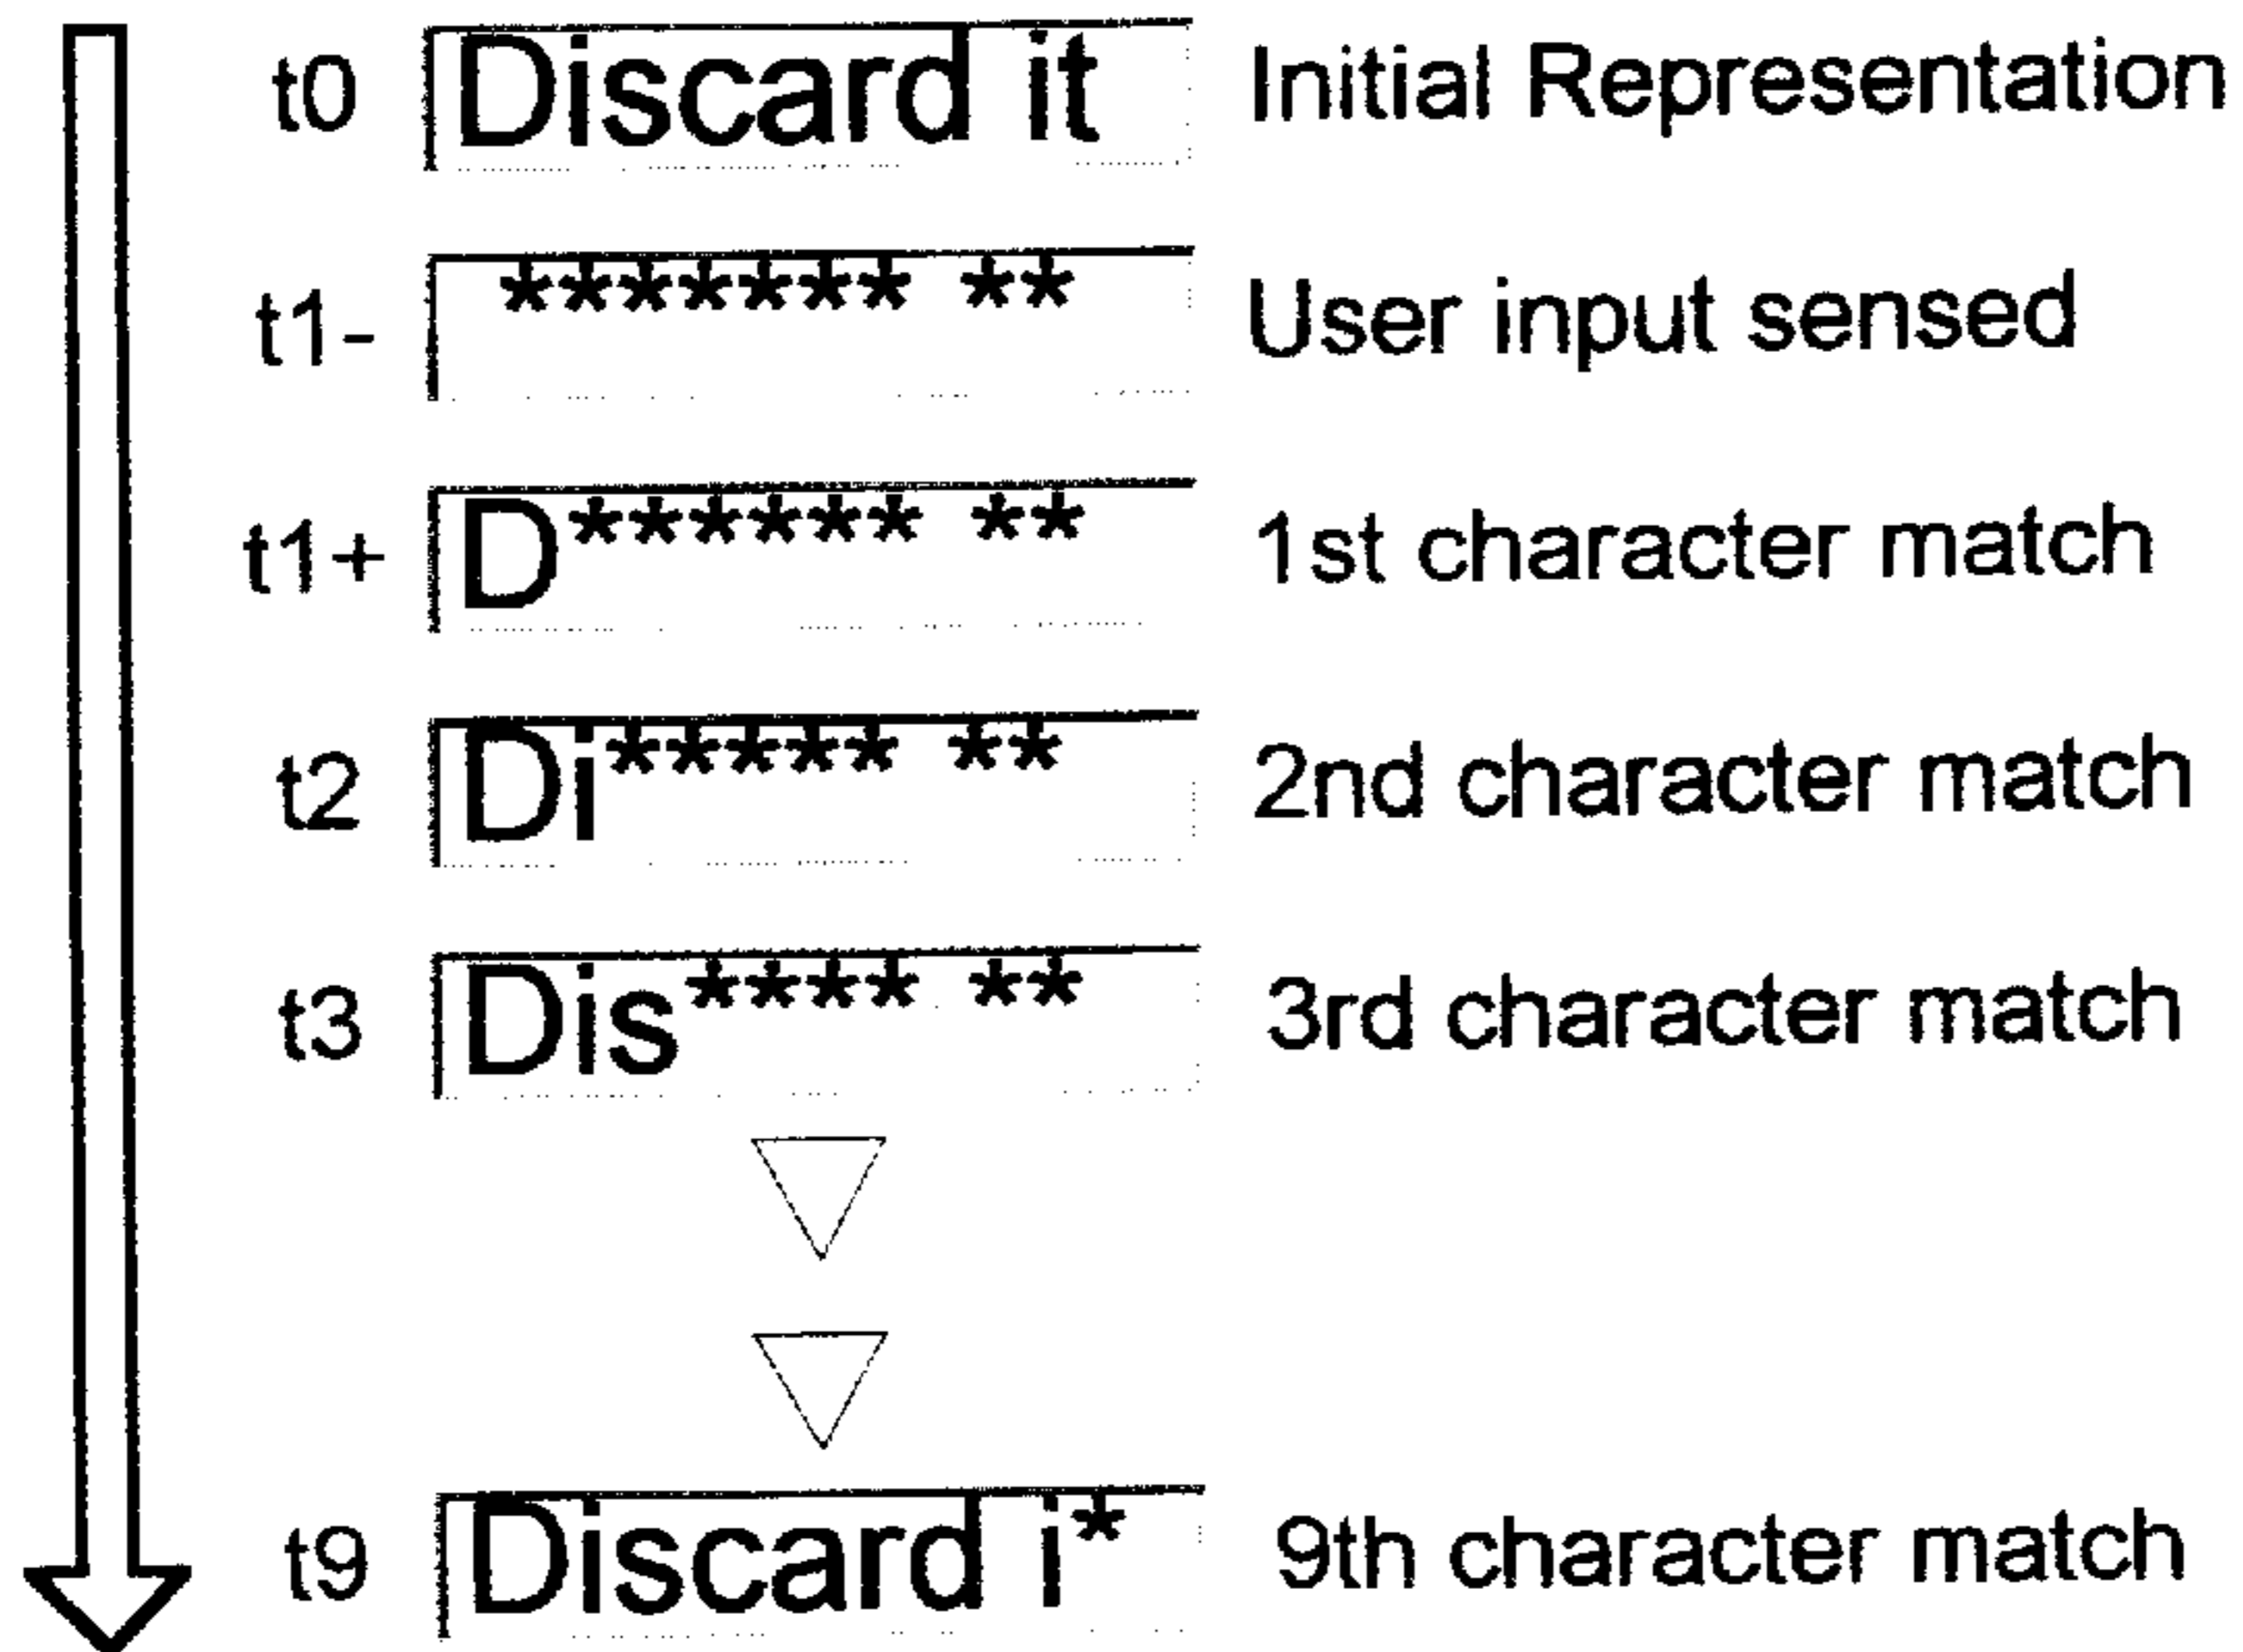 t0 Discard it Initial Representation
t1- ******* ** User input sensed
t1+ D****** ** 1st character match
t2 Di***** ** 2nd character match
t3 Dis**** ** 3rd character match
t9 Discard i* 9th character match